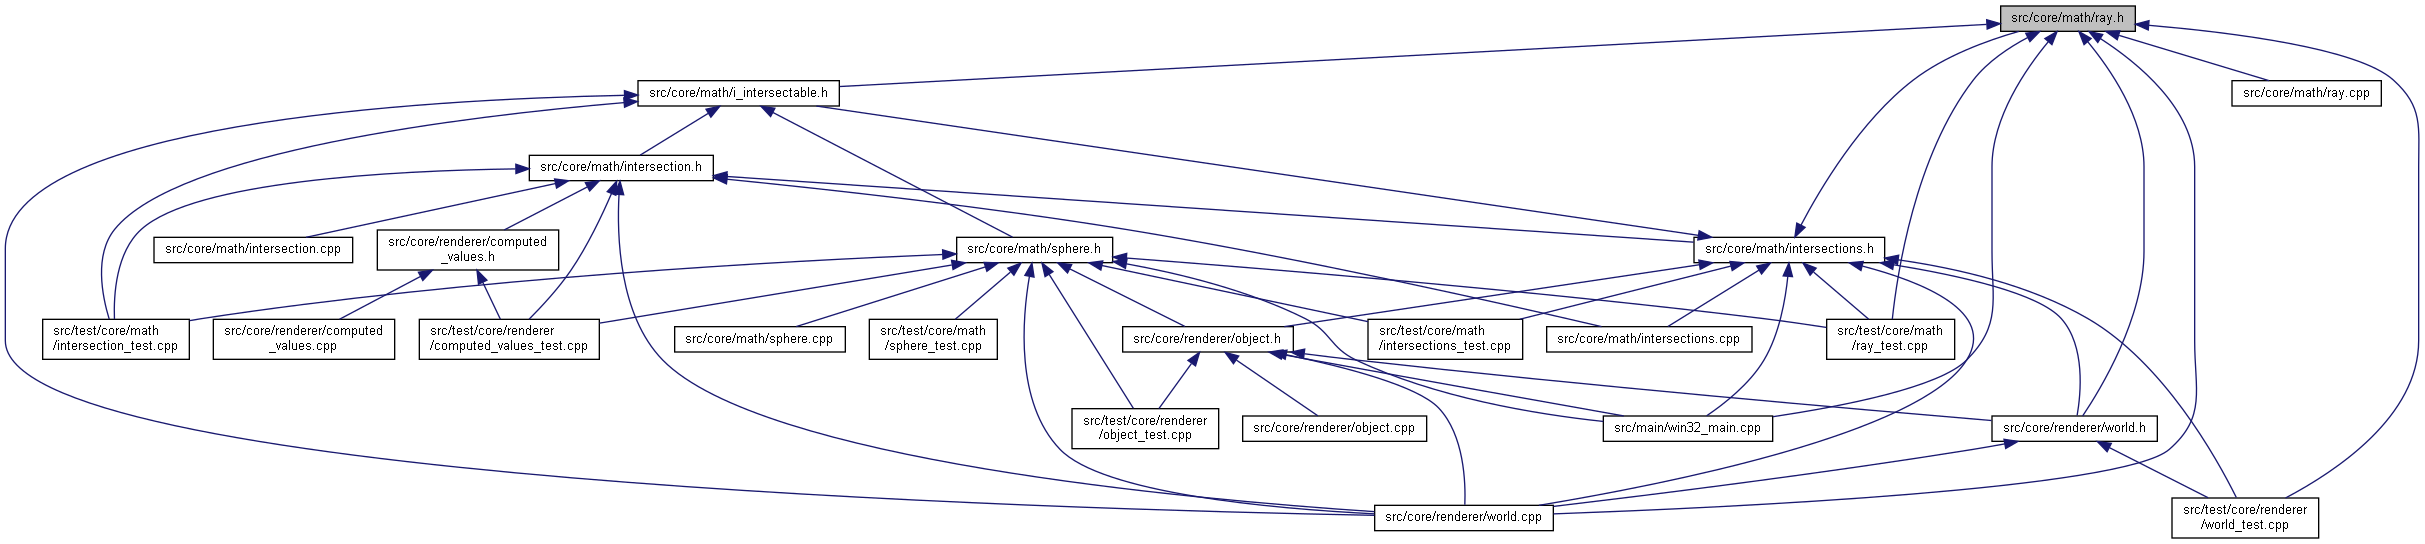 src/core/math/ray.h
src/core/math/i_intersectable.h
src/core/math/ray.cpp
src/core/math/intersection.h
src/core/math/intersection.cpp
src/core/renderer/computed
_values.h
src/core/math/sphere.h
src/core/math/intersections.h
src/test/core/math
/intersection_test.cpp
src/core/renderer/computed
_values.cpp
src/test/core/renderer
/computed_values_test.cpp
src/core/math/sphere.cpp
src/test/core/math
/sphere_test.cpp
src/core/renderer/object.h
src/test/core/math
/intersections_test.cpp
src/core/math/intersections.cpp
src/test/core/math
/ray_test.cpp
src/test/core/renderer
/object_test.cpp
src/core/renderer/object.cpp
src/main/win32_main.cpp
src/core/renderer/world.h
src/core/renderer/world.cpp
src/test/core/renderer
/world_test.cpp